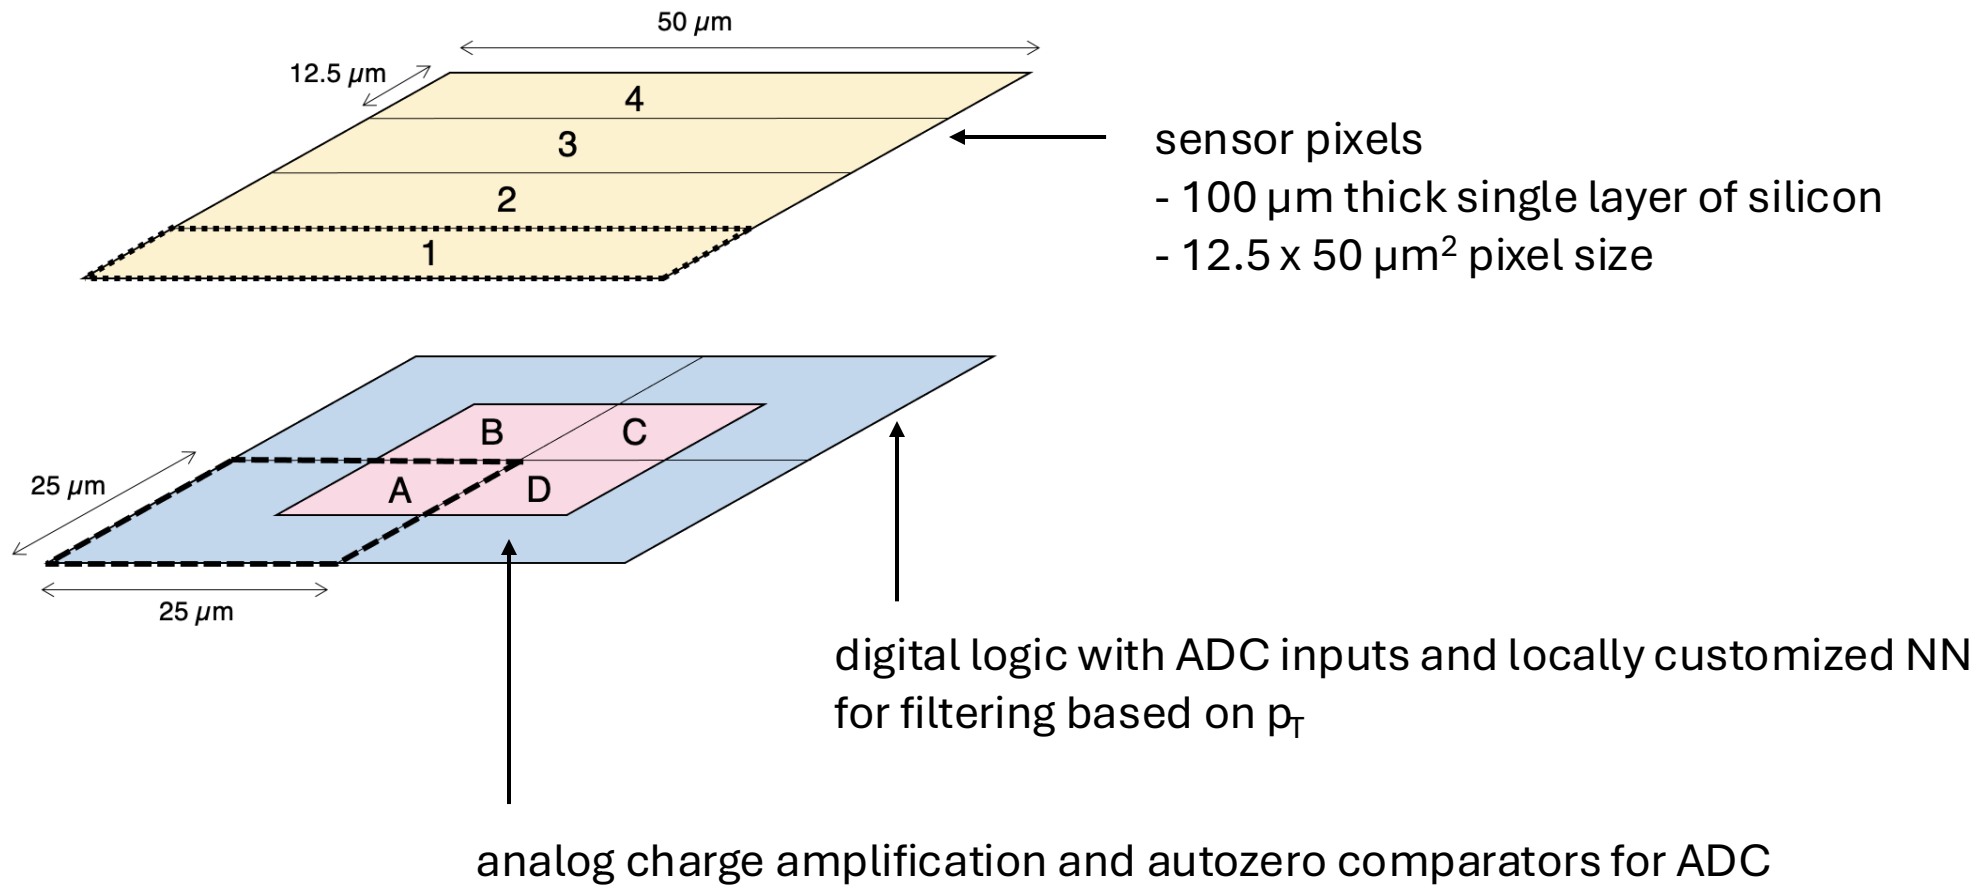 50 μm
12.5 μm
4
3
2
1
sensor pixels
- 100 μm thick single layer of silicon
- 12.5 x 50 μm² pixel size
B
C
A
D
25 μm
25 μm
digital logic with ADC inputs and locally customized NN
for filtering based on pT
analog charge amplification and autozero comparators for ADC